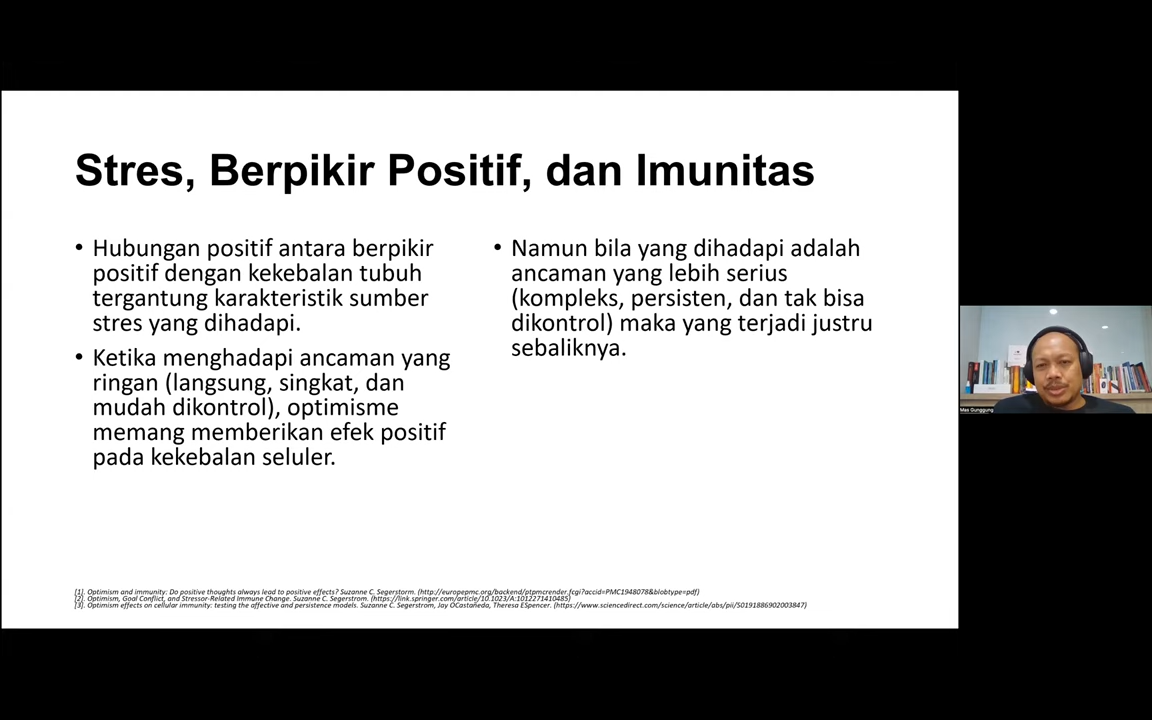 Stres, Berpikir Positif, dan Imunitas
• Hubungan positif antara berpikir
positif dengan kekebalan tubuh
tergantung karakteristik sumber
stres yang dihadapi.
• Ketika menghadapi ancaman yang
ringan (langsung, singkat, dan
mudah dikontrol), optimisme
memang memberikan efek positif
pada kekebalan seluler.
• Namun bila yang dihadapi adalah
ancaman yang lebih serius
(kompleks, persisten, dan tak bisa
dikontrol) maka yang terjadi justru
sebaliknya.
[1]. Optimism and immunity: Do positive thoughts always lead to positive effects? Suzanne C. Segerstorm. (http://europepmc.org/backend/ptpmcrender.fcgi?accid=PMC1948078&blobtype=pdf)
[2]. Optimism, Goal Conflict, and Stressor-Related Immune Change. Suzanne C. Segerstrom. (https://link.springer.com/article/10.1023/A:1012271410485)
[3]. Optimism effects on cellular immunity: testing the affective and persistence models. Suzanne C. Segerstrom, Jay OCastañeda, Theresa ESpencer. (https://www.sciencedirect.com/science/article/abs/pii/S0191886902003847)
Mas Gunggung